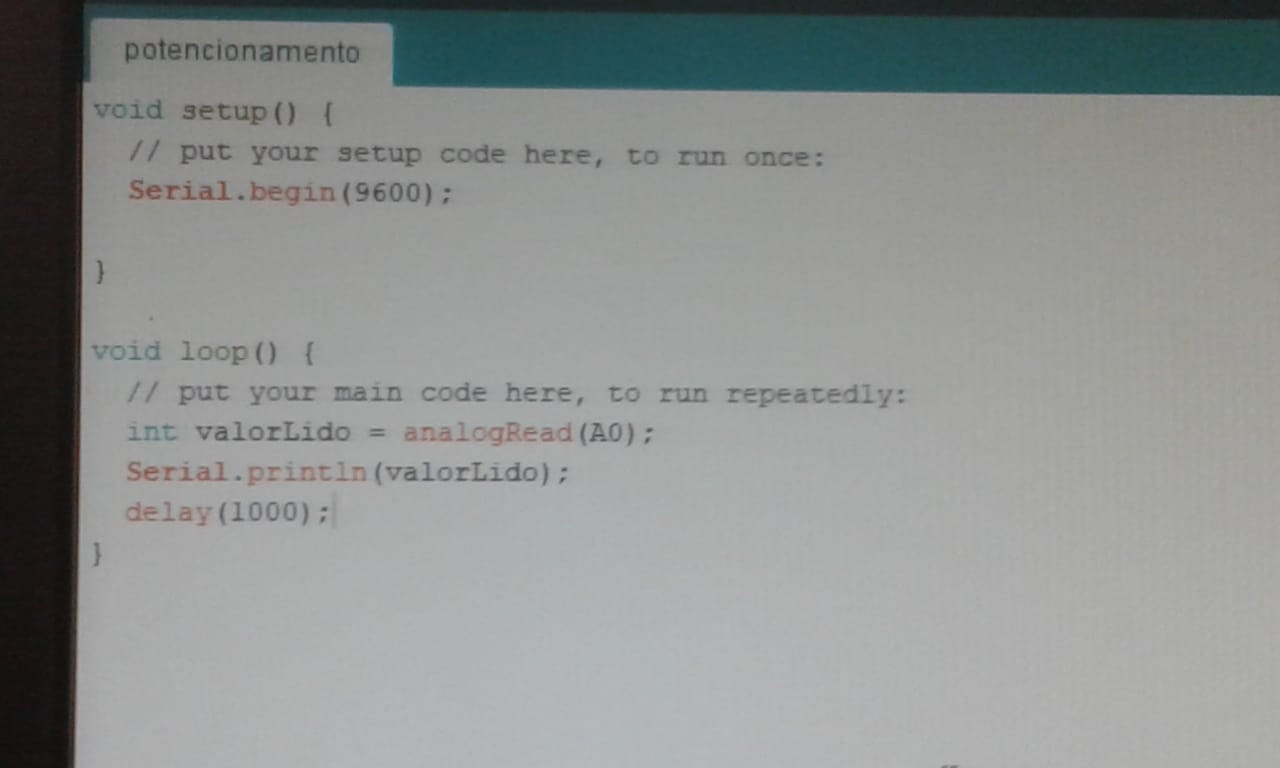 potencionamento
void setup() {
  // put your setup code here, to run once:
  Serial.begin(9600);
}
void loop() {
  // put your main code here, to run repeatedly:
  int valorLido = analogRead(A0);
  Serial.println(valorLido);
  delay(1000);
}